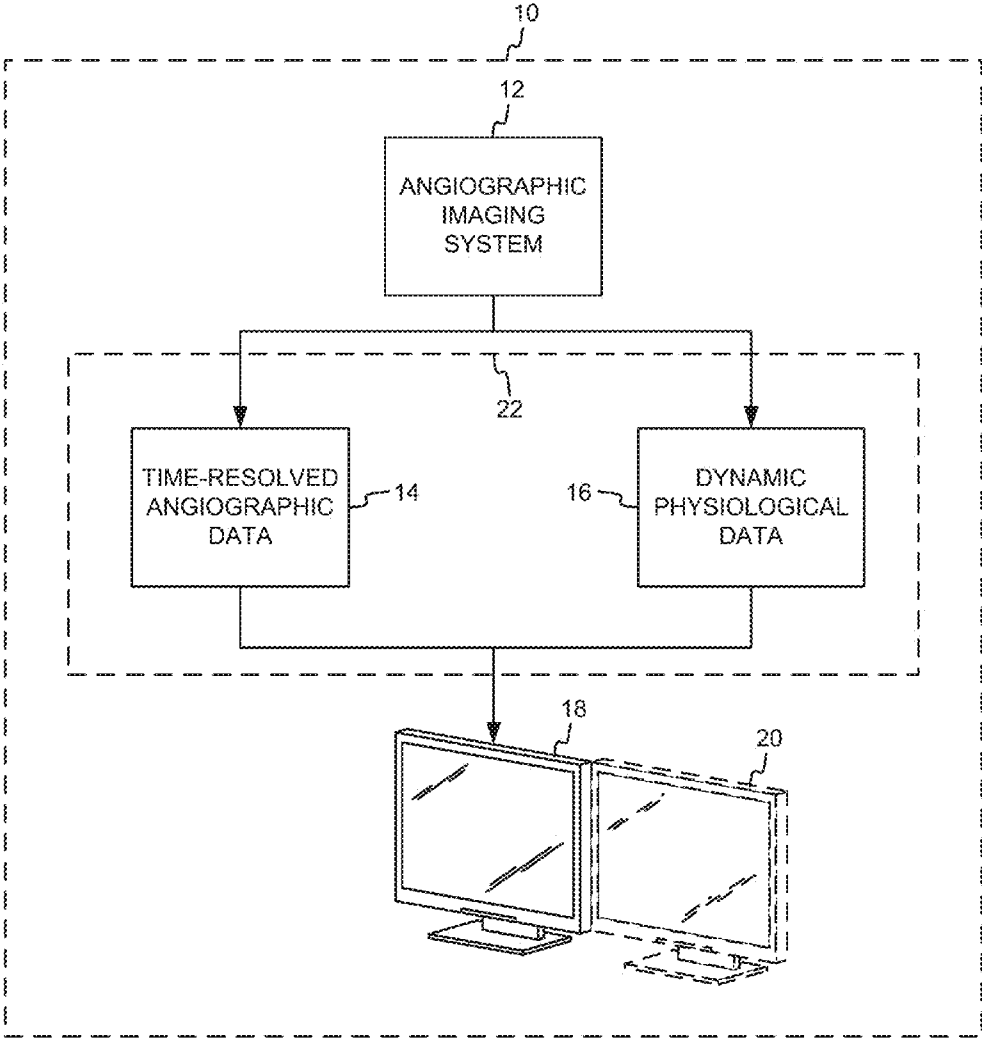 10
12
ANGIOGRAPHIC
IMAGING
SYSTEM
22
TIME-RESOLVED
ANGIOGRAPHIC
DATA
14
16
DYNAMIC
PHYSIOLOGICAL
DATA
18
20